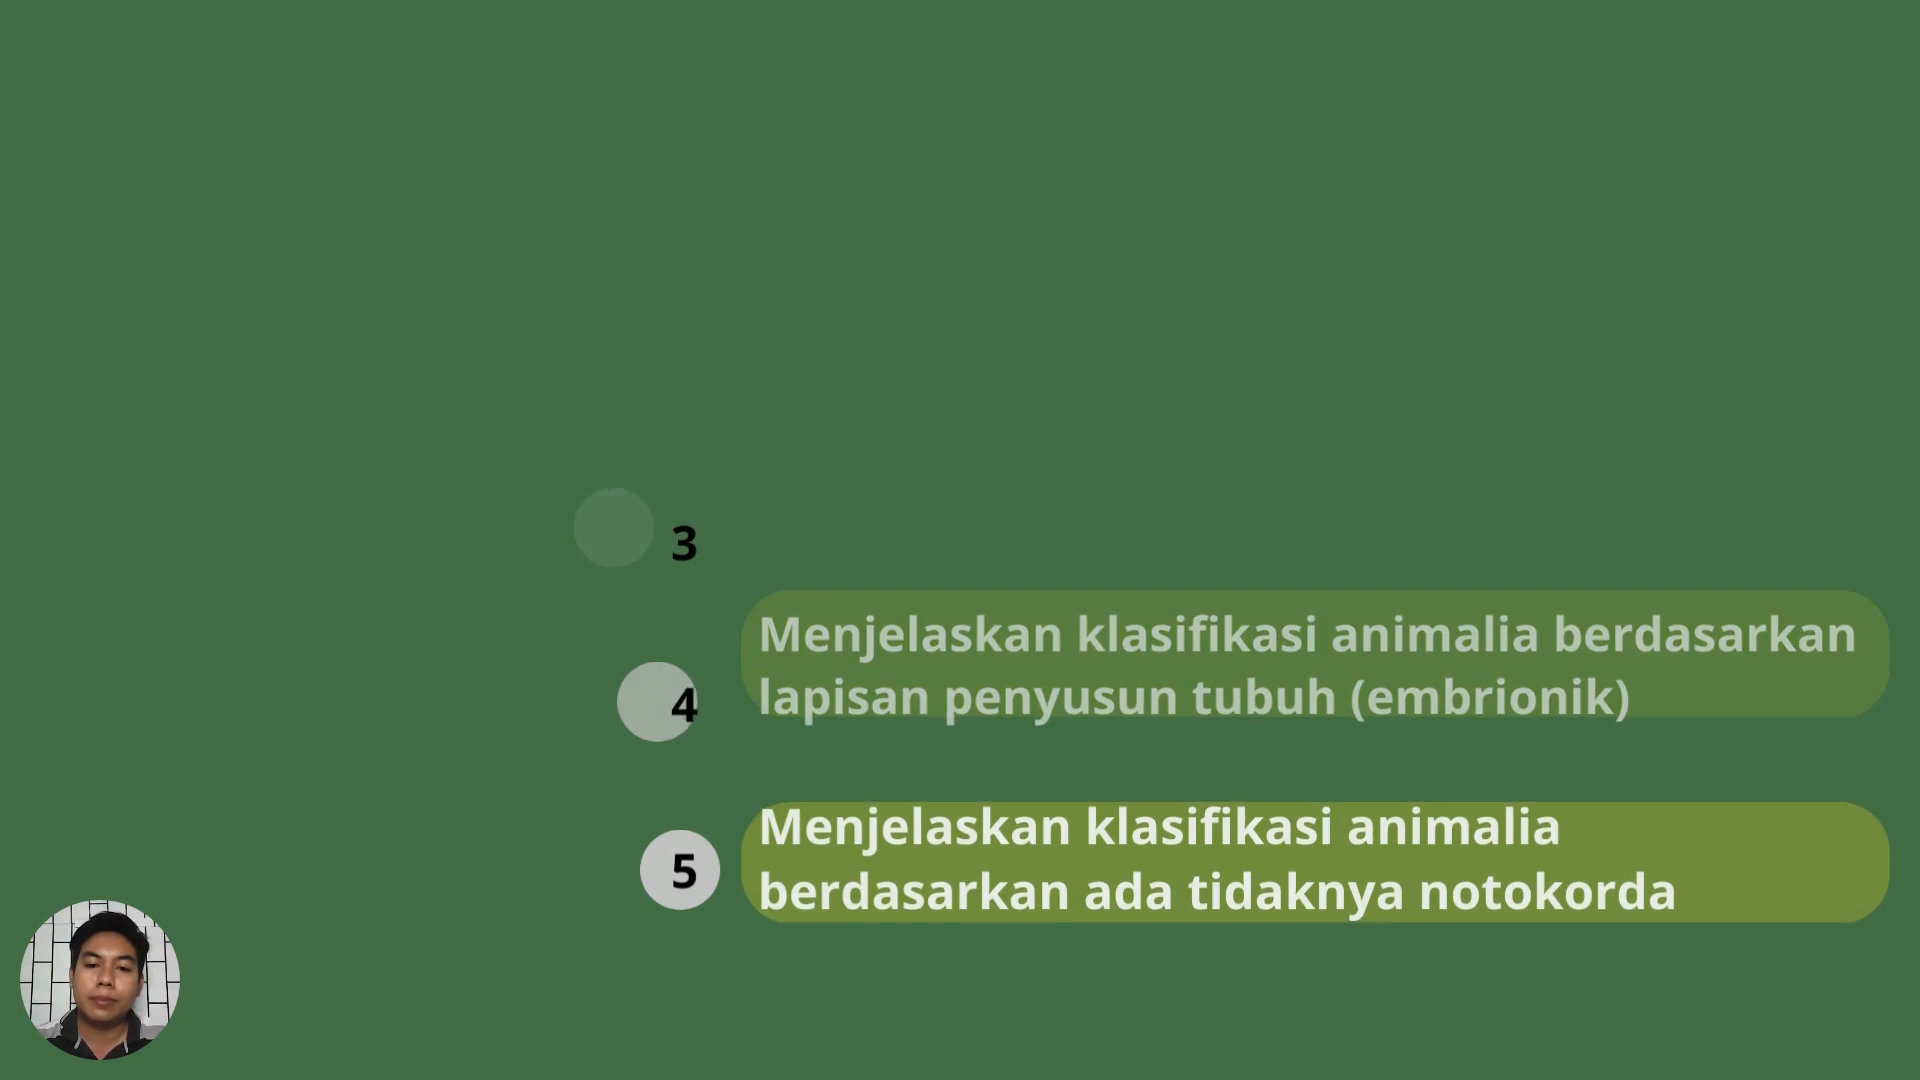 3
4
Menjelaskan klasifikasi animalia berdasarkan
lapisan penyusun tubuh (embrionik)
5
Menjelaskan klasifikasi animalia
berdasarkan ada tidaknya notokorda